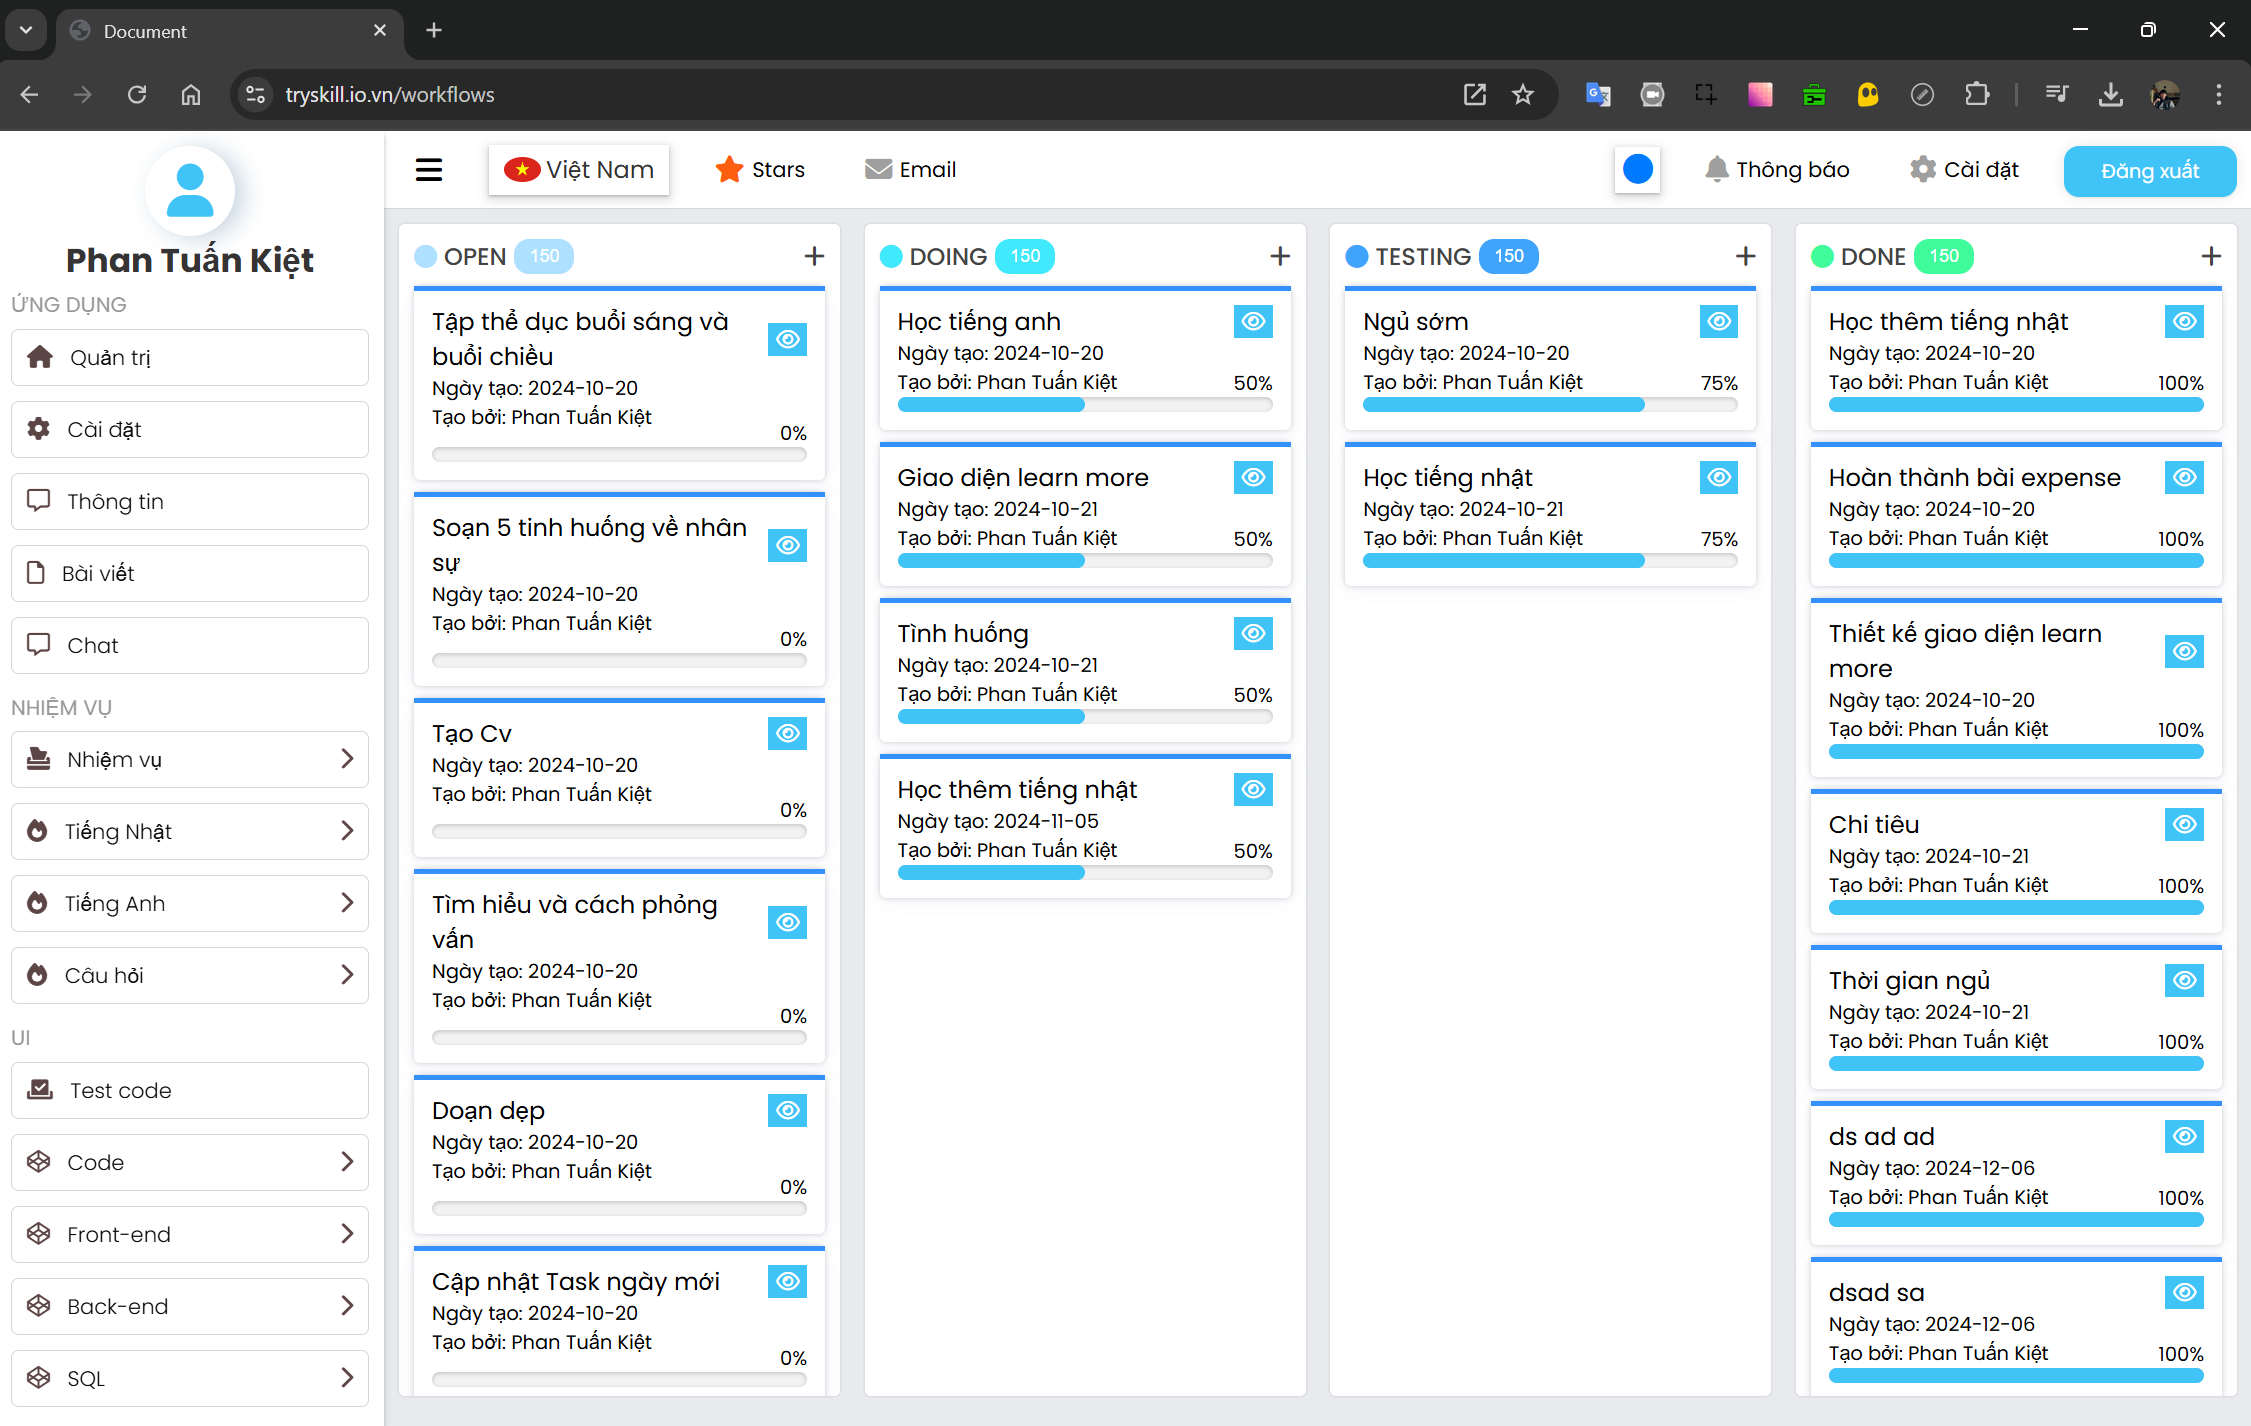 Document
tryskill.io.vn/workflows
Phan Tuấn Kiệt
ỨNG DỤNG
Quản trị
Cài đặt
Thông tin
Bài viết
Chat
NHIỆM VỤ
Nhiệm vụ
Tiếng Nhật
Tiếng Anh
Câu hỏi
UI
Test code
Code
Front-end
Back-end
SQL
Việt Nam
Stars
Email
Thông báo
Cài đặt
Đăng xuất
OPEN 150
Tập thể dục buổi sáng và
buổi chiều
Ngày tạo: 2024-10-20
Tạo bởi: Phan Tuấn Kiệt
0%
Soạn 5 tinh huống về nhân
sự
Ngày tạo: 2024-10-20
Tạo bởi: Phan Tuấn Kiệt
0%
Tạo Cv
Ngày tạo: 2024-10-20
Tạo bởi: Phan Tuấn Kiệt
0%
Tìm hiểu và cách phỏng
vấn
Ngày tạo: 2024-10-20
Tạo bởi: Phan Tuấn Kiệt
0%
Doạn dẹp
Ngày tạo: 2024-10-20
Tạo bởi: Phan Tuấn Kiệt
0%
Cập nhật Task ngày mới
Ngày tạo: 2024-10-20
Tạo bởi: Phan Tuấn Kiệt
0%
DOING 150
Học tiếng anh
Ngày tạo: 2024-10-20
Tạo bởi: Phan Tuấn Kiệt 50%
Giao diện learn more
Ngày tạo: 2024-10-21
Tạo bởi: Phan Tuấn Kiệt 50%
Tình huống
Ngày tạo: 2024-10-21
Tạo bởi: Phan Tuấn Kiệt 50%
Học thêm tiếng nhật
Ngày tạo: 2024-11-05
Tạo bởi: Phan Tuấn Kiệt 50%
TESTING 150
Ngủ sớm
Ngày tạo: 2024-10-20
Tạo bởi: Phan Tuấn Kiệt 75%
Học tiếng nhật
Ngày tạo: 2024-10-21
Tạo bởi: Phan Tuấn Kiệt 75%
DONE 150
Học thêm tiếng nhật
Ngày tạo: 2024-10-20
Tạo bởi: Phan Tuấn Kiệt 100%
Hoàn thành bài expense
Ngày tạo: 2024-10-20
Tạo bởi: Phan Tuấn Kiệt 100%
Thiết kế giao diện learn
more
Ngày tạo: 2024-10-20
Tạo bởi: Phan Tuấn Kiệt 100%
Chi tiêu
Ngày tạo: 2024-10-21
Tạo bởi: Phan Tuấn Kiệt 100%
Thời gian ngủ
Ngày tạo: 2024-10-21
Tạo bởi: Phan Tuấn Kiệt 100%
ds ad ad
Ngày tạo: 2024-12-06
Tạo bởi: Phan Tuấn Kiệt 100%
dsad sa
Ngày tạo: 2024-12-06
Tạo bởi: Phan Tuấn Kiệt 100%